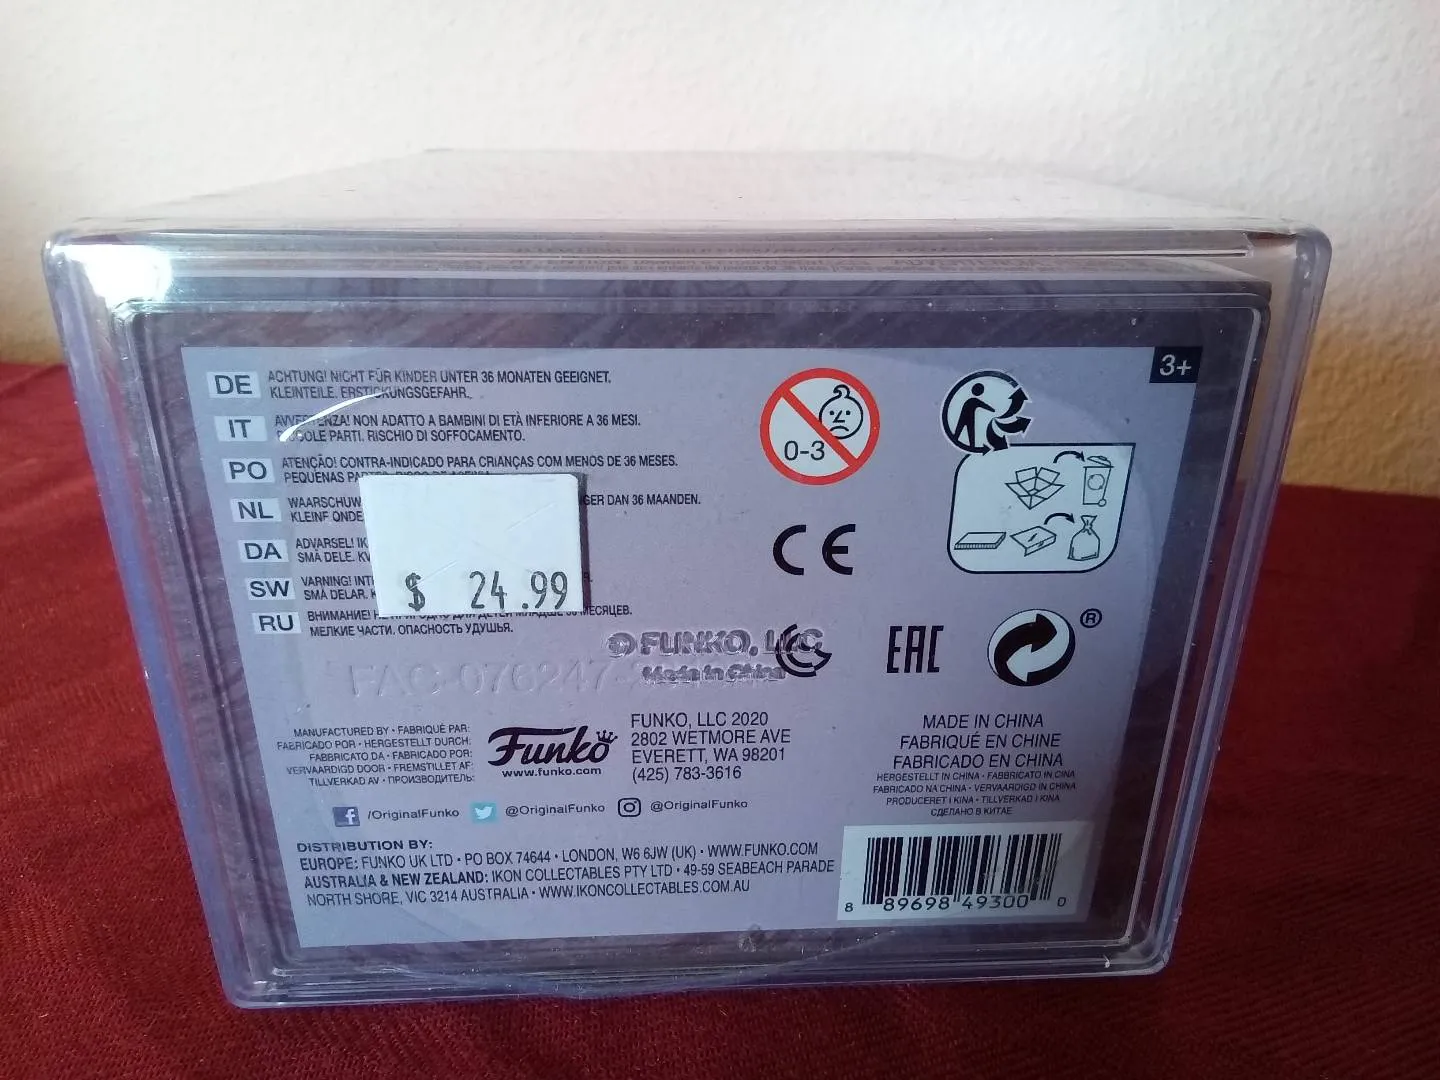 3+
DE ACHTUNG! NICHT FÜR KINDER UNTER 36 MONATEN GEEIGNET.
KLEINTEILE. ERSTICKUNGSGEFAHR.
IT NON ADATTO A BAMBINI DI ETÀ INFERIORE A 36 MESI.
PARTI. RISCHIO DI SOFFOCAMENTO.
PO ATENÇÃO! CONTRA-INDICADO PARA CRIANÇAS COM MENOS DE 36 MESES.
PEQUENAS
NL DAN 36 MAANDEN.
DA ADVARSEL!
SMÅ DELE.
SW VARNING!
SMÅ DELAR.
RU ВНИМАНИЕ! МЕСЯЦЕВ.
МЕЛКИЕ ЧАСТИ. ОПАСНОСТЬ УДУШЬЯ.
$ 24.99
0-3
CE
EAC
®
© FUNKO, LLC
Made in China
FAC-076247
MANUFACTURED BY • FABRIQUÉ PAR:
FABRICADO POR • HERGESTELLT DURCH:
FABBRICATO DA • FABRICADO POR:
VERVAARDIGD DOOR • FREMSTILLET AF:
TILLVERKAD AV • ПРОИЗВОДИТЕЛЬ:
Funko
www.funko.com
FUNKO, LLC 2020
2802 WETMORE AVE
EVERETT, WA 98201
(425) 783-3616
MADE IN CHINA
FABRIQUÉ EN CHINE
FABRICADO EN CHINA
HERGESTELLT IN CHINA • FABBRICATO IN CINA
FABRICADO NA CHINA • VERVAARDIGD IN CHINA
PRODUCERET I KINA • TILLVERKAD I KINA
СДЕЛАНО В КИТАЕ
/OriginalFunko @OriginalFunko @OriginalFunko
DISTRIBUTION BY:
EUROPE: FUNKO UK LTD • PO BOX 74644 • LONDON, W6 6JW (UK) • WWW.FUNKO.COM
AUSTRALIA & NEW ZEALAND: IKON COLLECTABLES PTY LTD • 49-59 SEABEACH PARADE
NORTH SHORE, VIC 3214 AUSTRALIA • WWW.IKONCOLLECTABLES.COM.AU
8 89698 49300 0